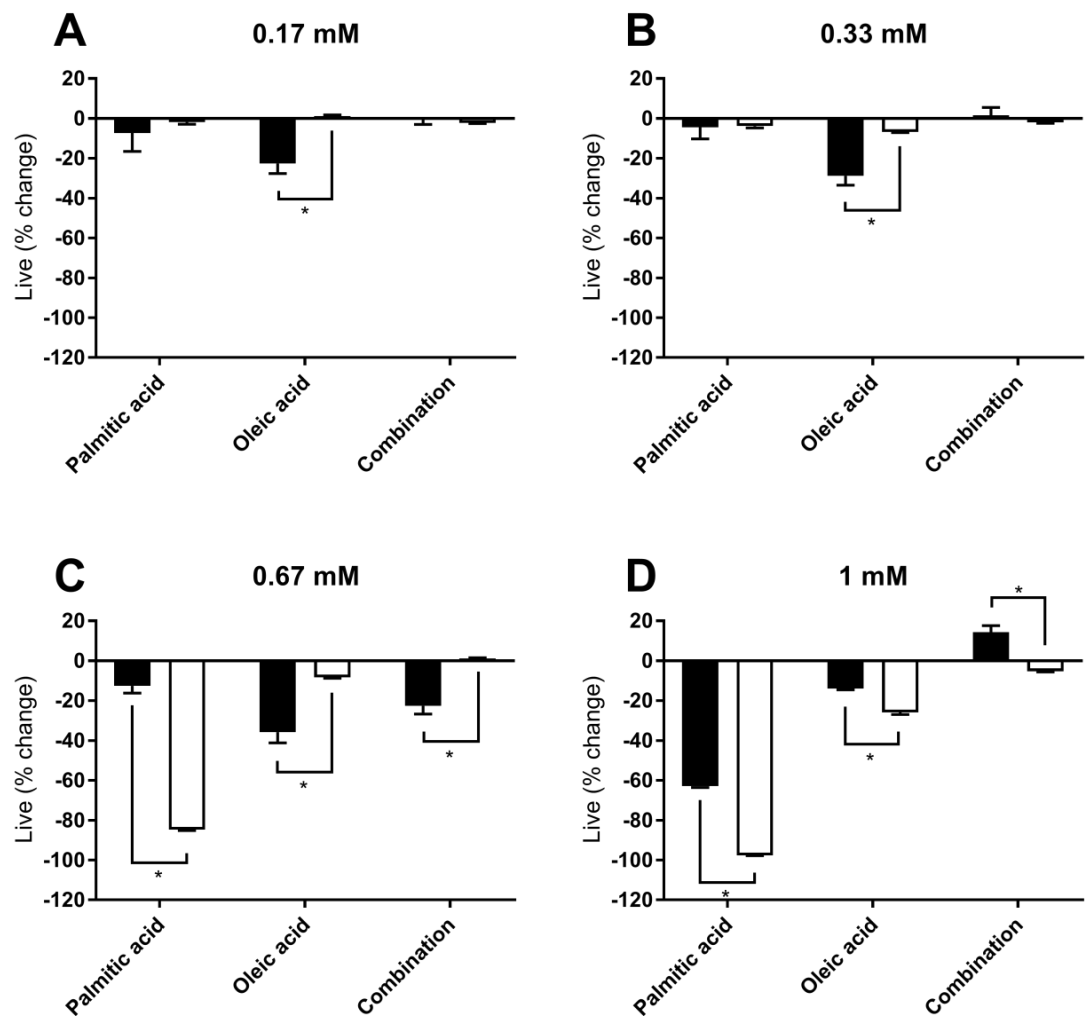 A
0.17 mM
20
0
-20
-40
-60
-80
-100
-120
Live (% change)
*
Palmitic acid
Oleic acid
Combination
B
0.33 mM
20
0
-20
-40
-60
-80
-100
-120
Live (% change)
*
Palmitic acid
Oleic acid
Combination
C
0.67 mM
20
0
-20
-40
-60
-80
-100
-120
Live (% change)
*
*
*
Palmitic acid
Oleic acid
Combination
D
1 mM
20
0
-20
-40
-60
-80
-100
-120
Live (% change)
*
*
*
Palmitic acid
Oleic acid
Combination